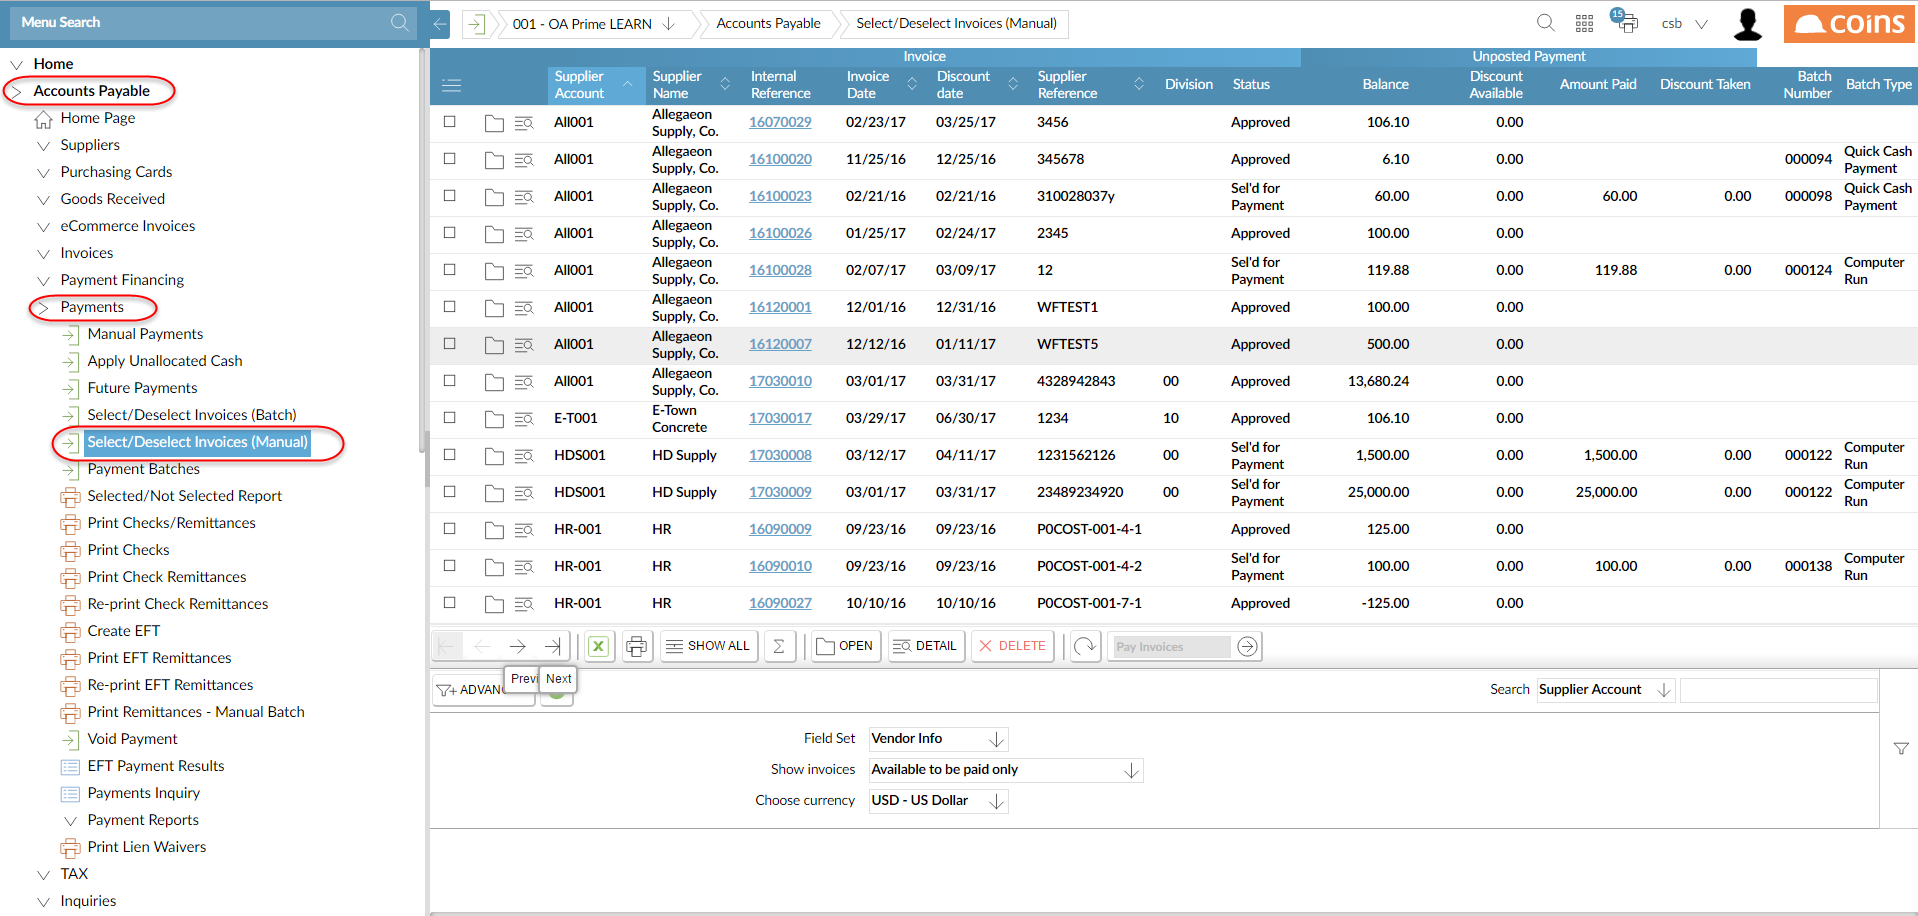 Menu Search
Home
Accounts Payable
Home Page
Suppliers
Purchasing Cards
Goods Received
eCommerce Invoices
Invoices
Payment Financing
Payments
Manual Payments
Apply Unallocated Cash
Future Payments
Select/Deselect Invoices (Batch)
Select/Deselect Invoices (Manual)
Payment Batches
Selected/Not Selected Report
Print Checks/Remittances
Print Checks
Print Check Remittances
Re-print Check Remittances
Create EFT
Print EFT Remittances
Re-print EFT Remittances
Print Remittances - Manual Batch
Void Payment
EFT Payment Results
Payments Inquiry
Payment Reports
Print Lien Waivers
TAX
Inquiries
001 - OA Prime LEARN Accounts Payable Select/Deselect Invoices (Manual) 15 csb coins
Invoice Unposted Payment
Supplier Account Supplier Name Internal Reference Invoice Date Discount date Supplier Reference Division Status Balance Discount Available Amount Paid Discount Taken Batch Number Batch Type
All001 Allegaeon Supply, Co. 16070029 02/23/17 03/25/17 3456 Approved 106.10 0.00
All001 Allegaeon Supply, Co. 16100020 11/25/16 12/25/16 345678 Approved 6.10 0.00 000094 Quick Cash Payment
All001 Allegaeon Supply, Co. 16100023 02/21/16 02/21/16 310028037y Sel'd for Payment 60.00 0.00 60.00 0.00 000098 Quick Cash Payment
All001 Allegaeon Supply, Co. 16100026 01/25/17 02/24/17 2345 Approved 100.00 0.00
All001 Allegaeon Supply, Co. 16100028 02/07/17 03/09/17 12 Sel'd for Payment 119.88 0.00 119.88 0.00 000124 Computer Run
All001 Allegaeon Supply, Co. 16120001 12/01/16 12/31/16 WFTEST1 Approved 100.00 0.00
All001 Allegaeon Supply, Co. 16120007 12/12/16 01/11/17 WFTEST5 Approved 500.00 0.00
All001 Allegaeon Supply, Co. 17030010 03/01/17 03/31/17 4328942843 00 Approved 13,680.24 0.00
E-T001 E-Town Concrete 17030017 03/29/17 06/30/17 1234 10 Approved 106.10 0.00
HDS001 HD Supply 17030008 03/12/17 04/11/17 1231562126 00 Sel'd for Payment 1,500.00 0.00 1,500.00 0.00 000122 Computer Run
HDS001 HD Supply 17030009 03/01/17 03/31/17 23489234920 00 Sel'd for Payment 25,000.00 0.00 25,000.00 0.00 000122 Computer Run
HR-001 HR 16090009 09/23/16 09/23/16 P0COST-001-4-1 Approved 125.00 0.00
HR-001 HR 16090010 09/23/16 09/23/16 P0COST-001-4-2 Sel'd for Payment 100.00 0.00 100.00 0.00 000138 Computer Run
HR-001 HR 16090027 10/10/16 10/10/16 P0COST-001-7-1 Approved -125.00 0.00
X SHOW ALL Σ OPEN DETAIL DELETE Pay Invoices
Previ Next
ADVANC Search Supplier Account
Field Set Vendor Info
Show invoices Available to be paid only
Choose currency USD - US Dollar